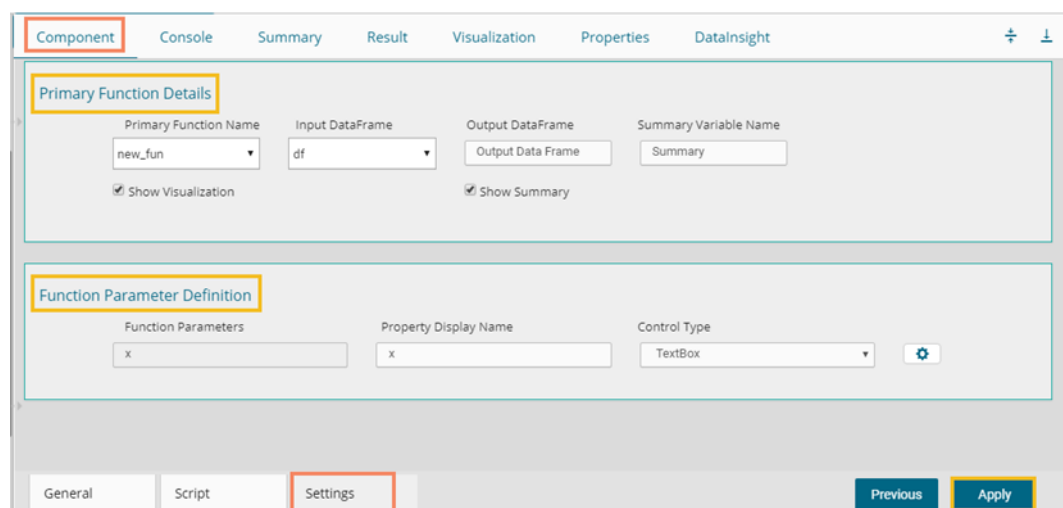 Component Console Summary Result Visualization Properties DataInsight
Primary Function Details
Primary Function Name Input DataFrame Output DataFrame Summary Variable Name
new_fun df Output Data Frame Summary
Show Visualization Show Summary
Function Parameter Definition
Function Parameters Property Display Name Control Type
x x TextBox
General Script Settings Previous Apply